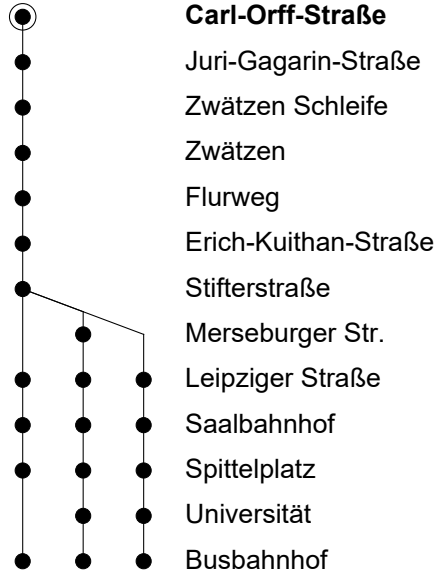 Carl-Orff-Straße
Juri-Gagarin-Straße
Zwätzen Schleife
Zwätzen
Flurweg
Erich-Kuithan-Straße
Stifterstraße
Merseburger Str.
Leipziger Straße
Saalbahnhof
Spittelplatz
Universität
Busbahnhof